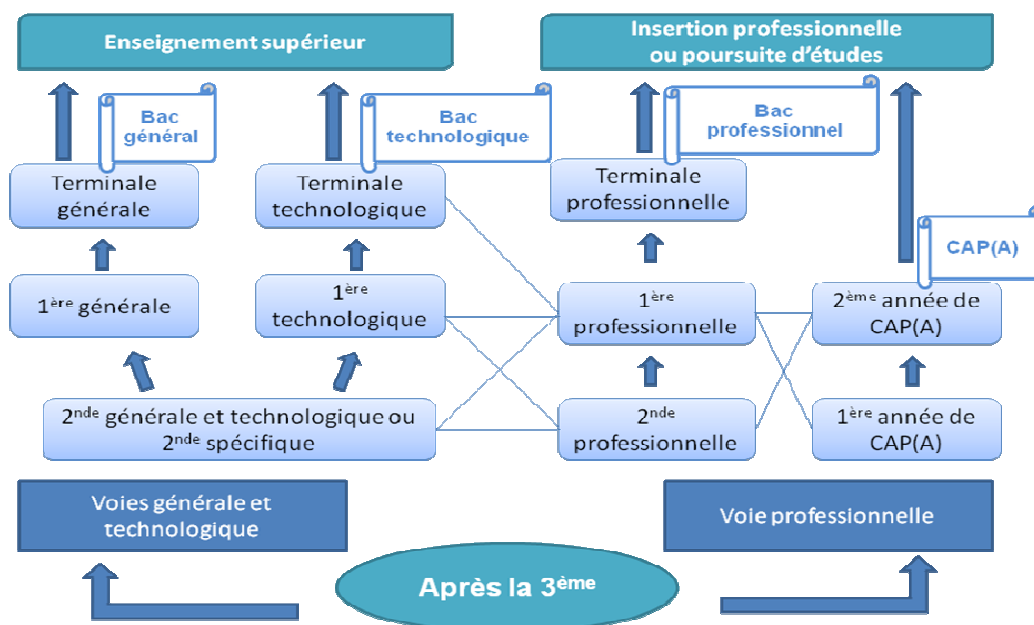 Enseignement supérieur
Insertion professionnelle
ou poursuite d'études
Bac
général
Bac
technologique
Bac
professionnel
Terminale
générale
Terminale
technologique
Terminale
professionnelle
CAP(A)
1ère générale
1ère
technologique
1ère
professionnelle
2ème année de
CAP(A)
2nde générale et technologique ou
2nde spécifique
2nde
professionnelle
1ère année de
CAP(A)
Voies générale et
technologique
Voie professionnelle
Après la 3ème